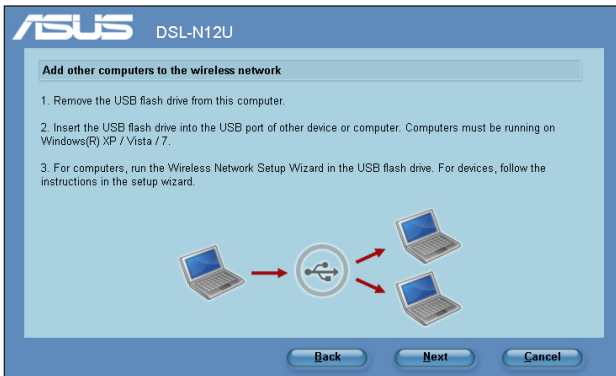 ASUS DSL-N12U
Add other computers to the wireless network
1. Remove the USB flash drive from this computer.
2. Insert the USB flash drive into the USB port of other device or computer. Computers must be running on
Windows(R) XP / Vista / 7.
3. For computers, run the Wireless Network Setup Wizard in the USB flash drive. For devices, follow the
instructions in the setup wizard.
Back Next Cancel